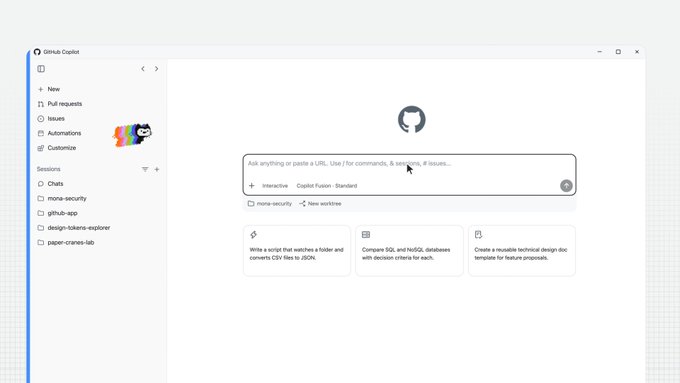 GitHub Copilot
New
Pull requests
Issues
Automations
Customize
Sessions
Chats
mona-security
github-app
design-tokens-explorer
paper-cranes-lab
Ask anything or paste a URL. Use / for commands, & sessions, # issues...
Interactive Copilot Fusion · Standard
mona-security New worktree
Write a script that watches a folder and
converts CSV files to JSON.
Compare SQL and NoSQL databases
with decision criteria for each.
Create a reusable technical design doc
template for feature proposals.